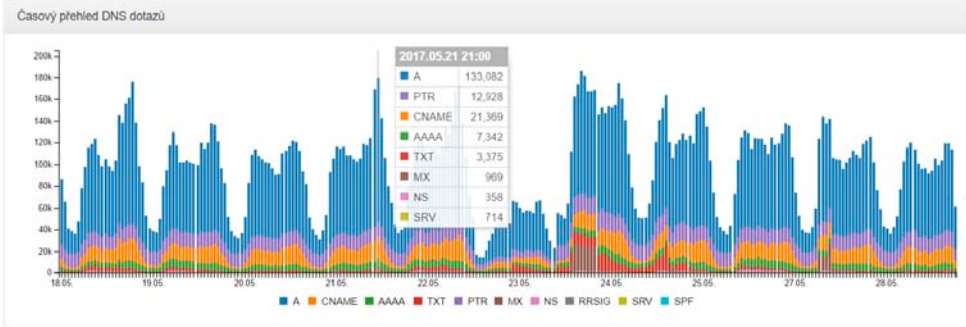 Časový přehled DNS dotazů
200k
180k
160k
140k
120k
100k
80k
60k
40k
20k
0
2017.05.21 21:00
A 133,082
PTR 12,928
CNAME 21,369
AAAA 7,342
TXT 3,375
MX 969
NS 358
SRV 714
18.05. 19.05. 20.05. 21.05. 22.05. 23.05. 24.05. 25.05. 27.05. 28.05.
A CNAME AAAA TXT PTR MX NS RRSIG SRV SPF